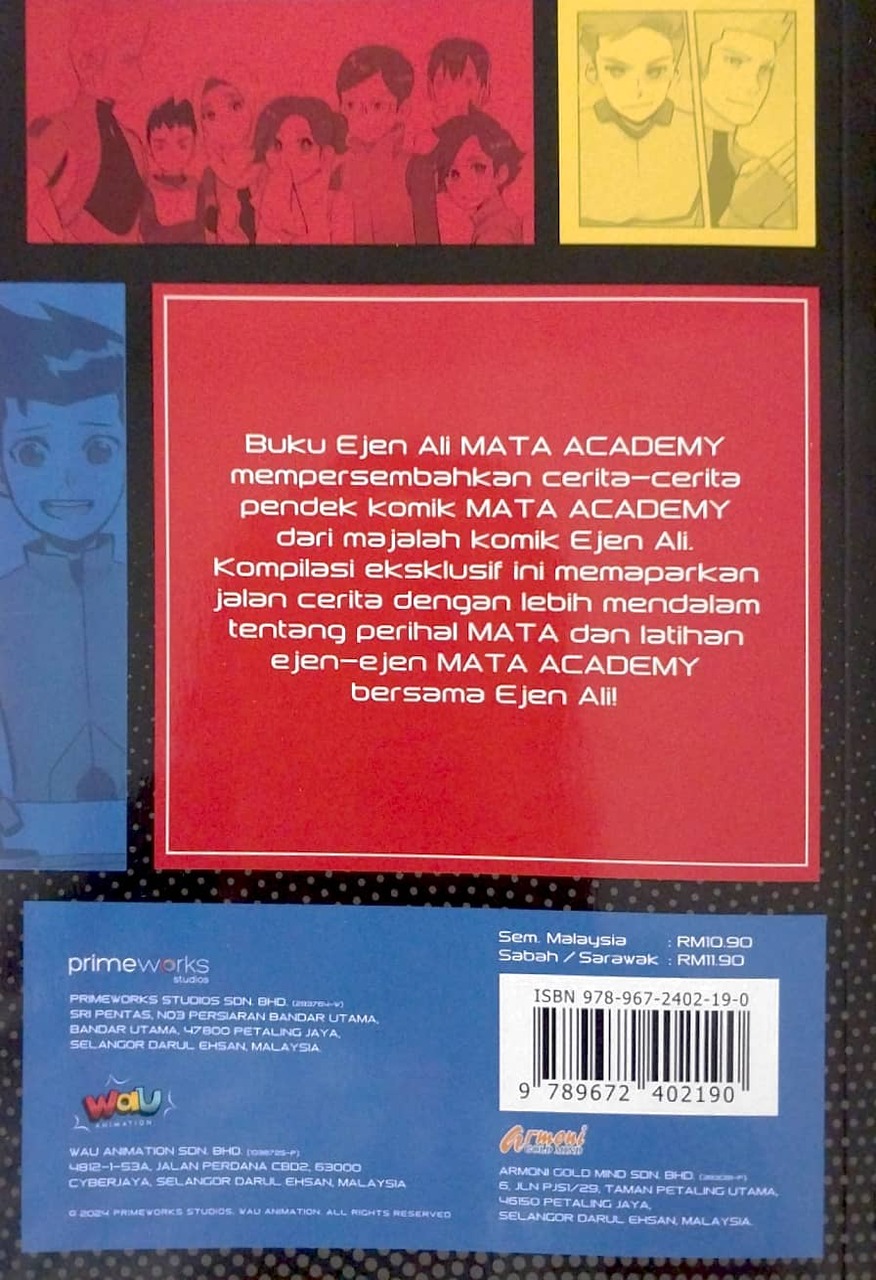 Buku Ejen Ali MATA ACADEMY
mempersembahkan cerita-cerita
pendek komik MATA ACADEMY
dari majalah komik Ejen Ali.
Kompilasi eksklusif ini memaparkan
jalan cerita dengan lebih mendalam
tentang perihal MATA dan latihan
ejen-ejen MATA ACADEMY
bersama Ejen Ali!
primeworks
studios
PRIMEWORKS STUDIOS SDN. BHD.
SRI PENTAS, NO3 PERSIARAN BANDAR UTAMA,
BANDAR UTAMA, 47800 PETALING JAYA,
SELANGOR DARUL EHSAN, MALAYSIA.
wau
ANIMATION
WAU ANIMATION SDN. BHD.
4812-1-53A, JALAN PERDANA CBD2, 63000
CYBERJAYA, SELANGOR DARUL EHSAN, MALAYSIA
© 2024 PRIMEWORKS STUDIOS, WAU ANIMATION. ALL RIGHTS RESERVED
Sem. Malaysia : RM10.90
Sabah / Sarawak : RM11.90
ISBN 978-967-2402-19-0
9 789672 402190
Armoni
GOLD MIND
ARMONI GOLD MIND SDN. BHD.
6, JLN PJS1/29, TAMAN PETALING UTAMA,
46150 PETALING JAYA,
SELANGOR DARUL EHSAN, MALAYSIA.